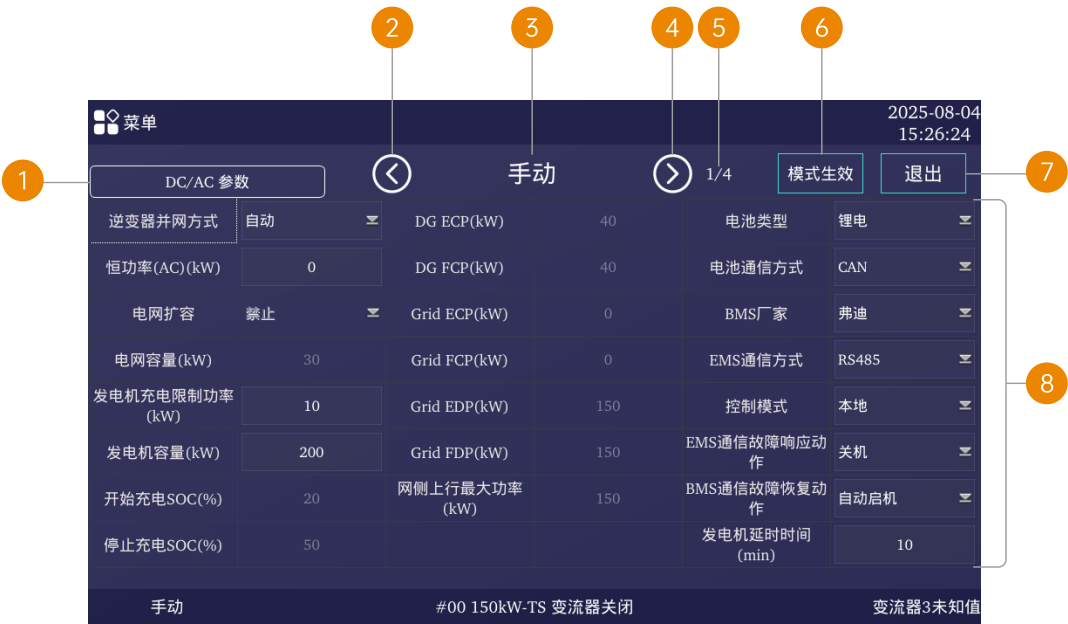 2 3 4 5 6
菜单 2025-08-04
15:26:24
1 DC/AC 参数 手动 1/4 模式生效 退出 7
逆变器并网方式 自动 DG ECP(kW) 40 电池类型 锂电
恒功率(AC)(kW) 0 DG FCP(kW) 40 电池通信方式 CAN
电网扩容 禁止 Grid ECP(kW) 0 BMS厂家 弗迪
电网容量(kW) 30 Grid FCP(kW) 0 EMS通信方式 RS485
8
发电机充电限制功率
(kW) 10 Grid EDP(kW) 150 控制模式 本地
发电机容量(kW) 200 Grid FDP(kW) 150 EMS通信故障响应动
作 关机
开始充电SOC(%) 20 网侧上行最大功率
(kW) 150 BMS通信故障恢复动
作 自动启机
停止充电SOC(%) 50 发电机延时时间
(min) 10
手动 #00 150kW-TS 变流器关闭 变流器3未知值